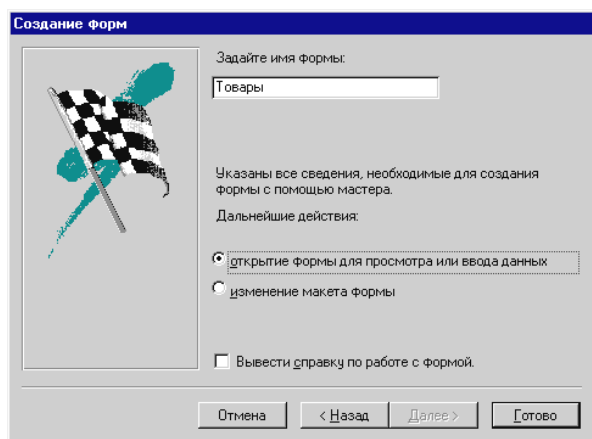 Создание форм
Задайте имя формы:
Товары
Указаны все сведения, необходимые для создания
формы с помощью мастера.
Дальнейшие действия:
открытие формы для просмотра или ввода данных
изменение макета формы
Вывести справку по работе с формой.
Отмена < Назад Далее > Готово